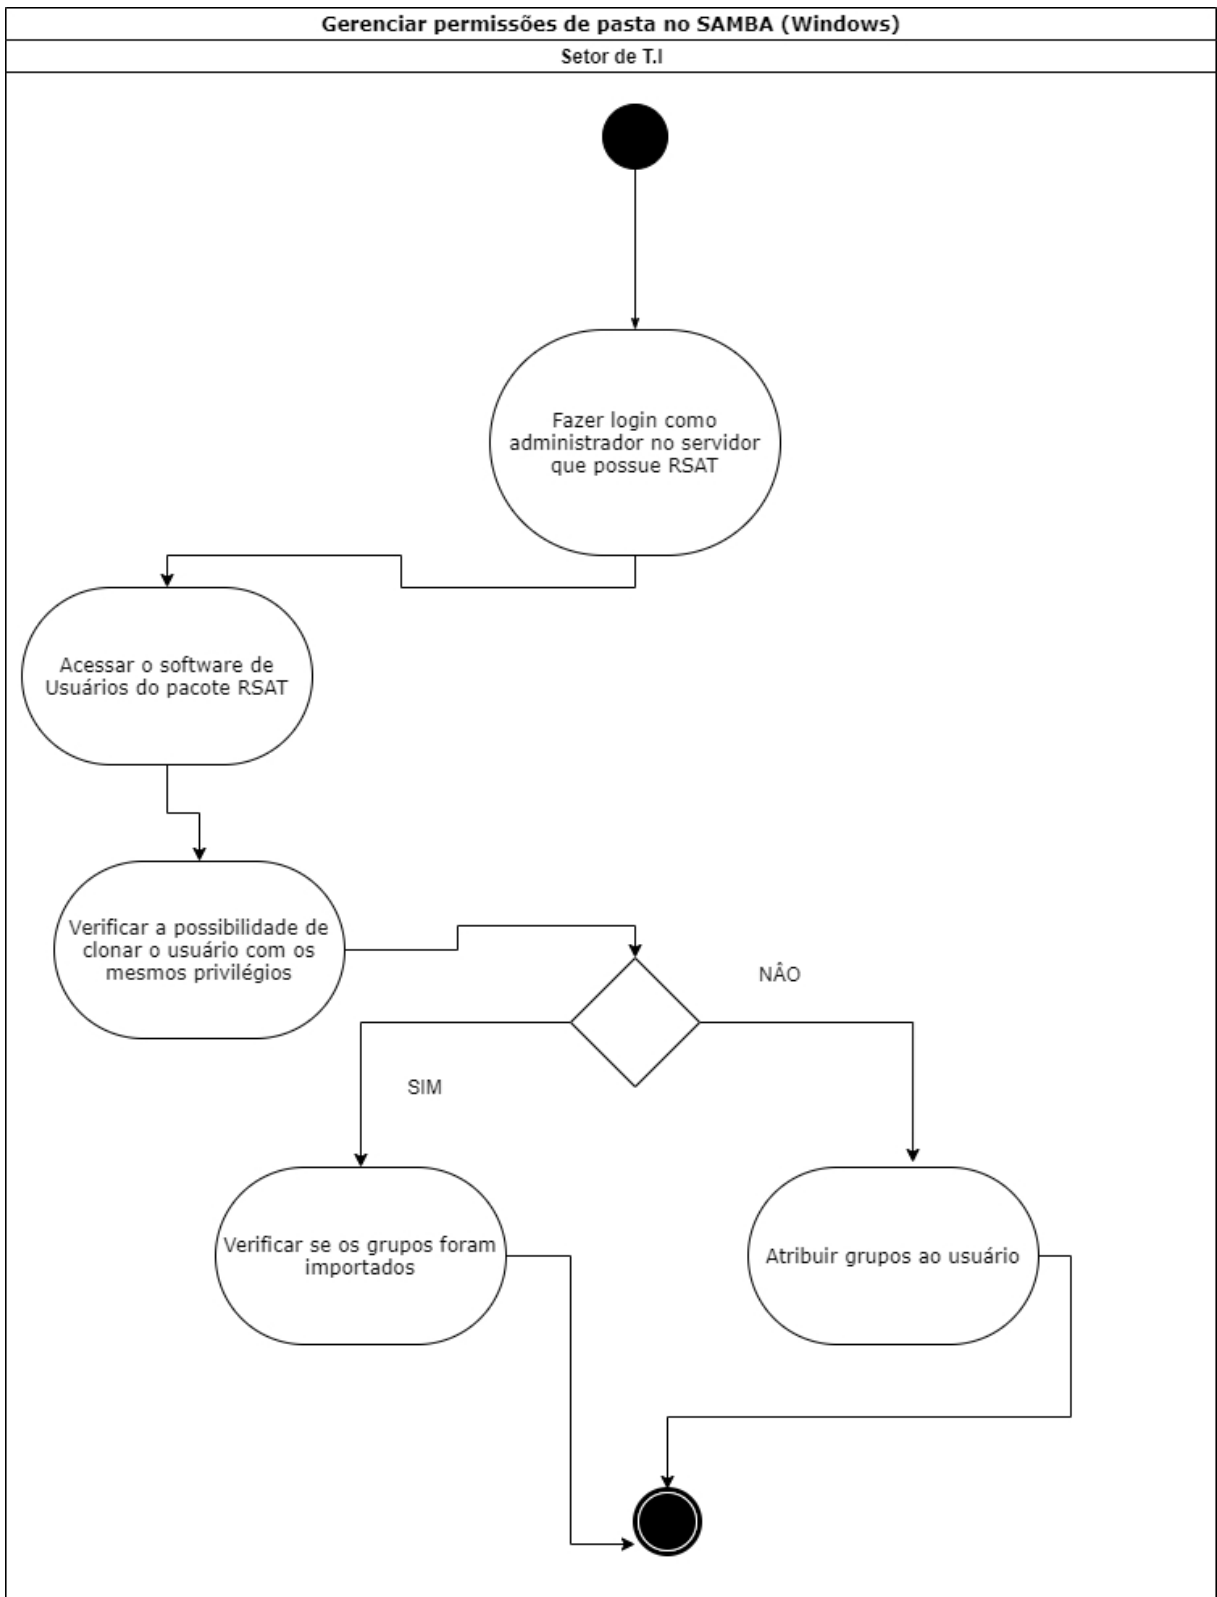 Gerenciar permissões de pasta no SAMBA (Windows)
Setor de T.I
Fazer login como
administrador no servidor
que possue RSAT
Acessar o software de
Usuários do pacote RSAT
Verificar a possibilidade de
clonar o usuário com os
mesmos privilégios
NÂO
SIM
Verificar se os grupos foram
importados
Atribuir grupos ao usuário